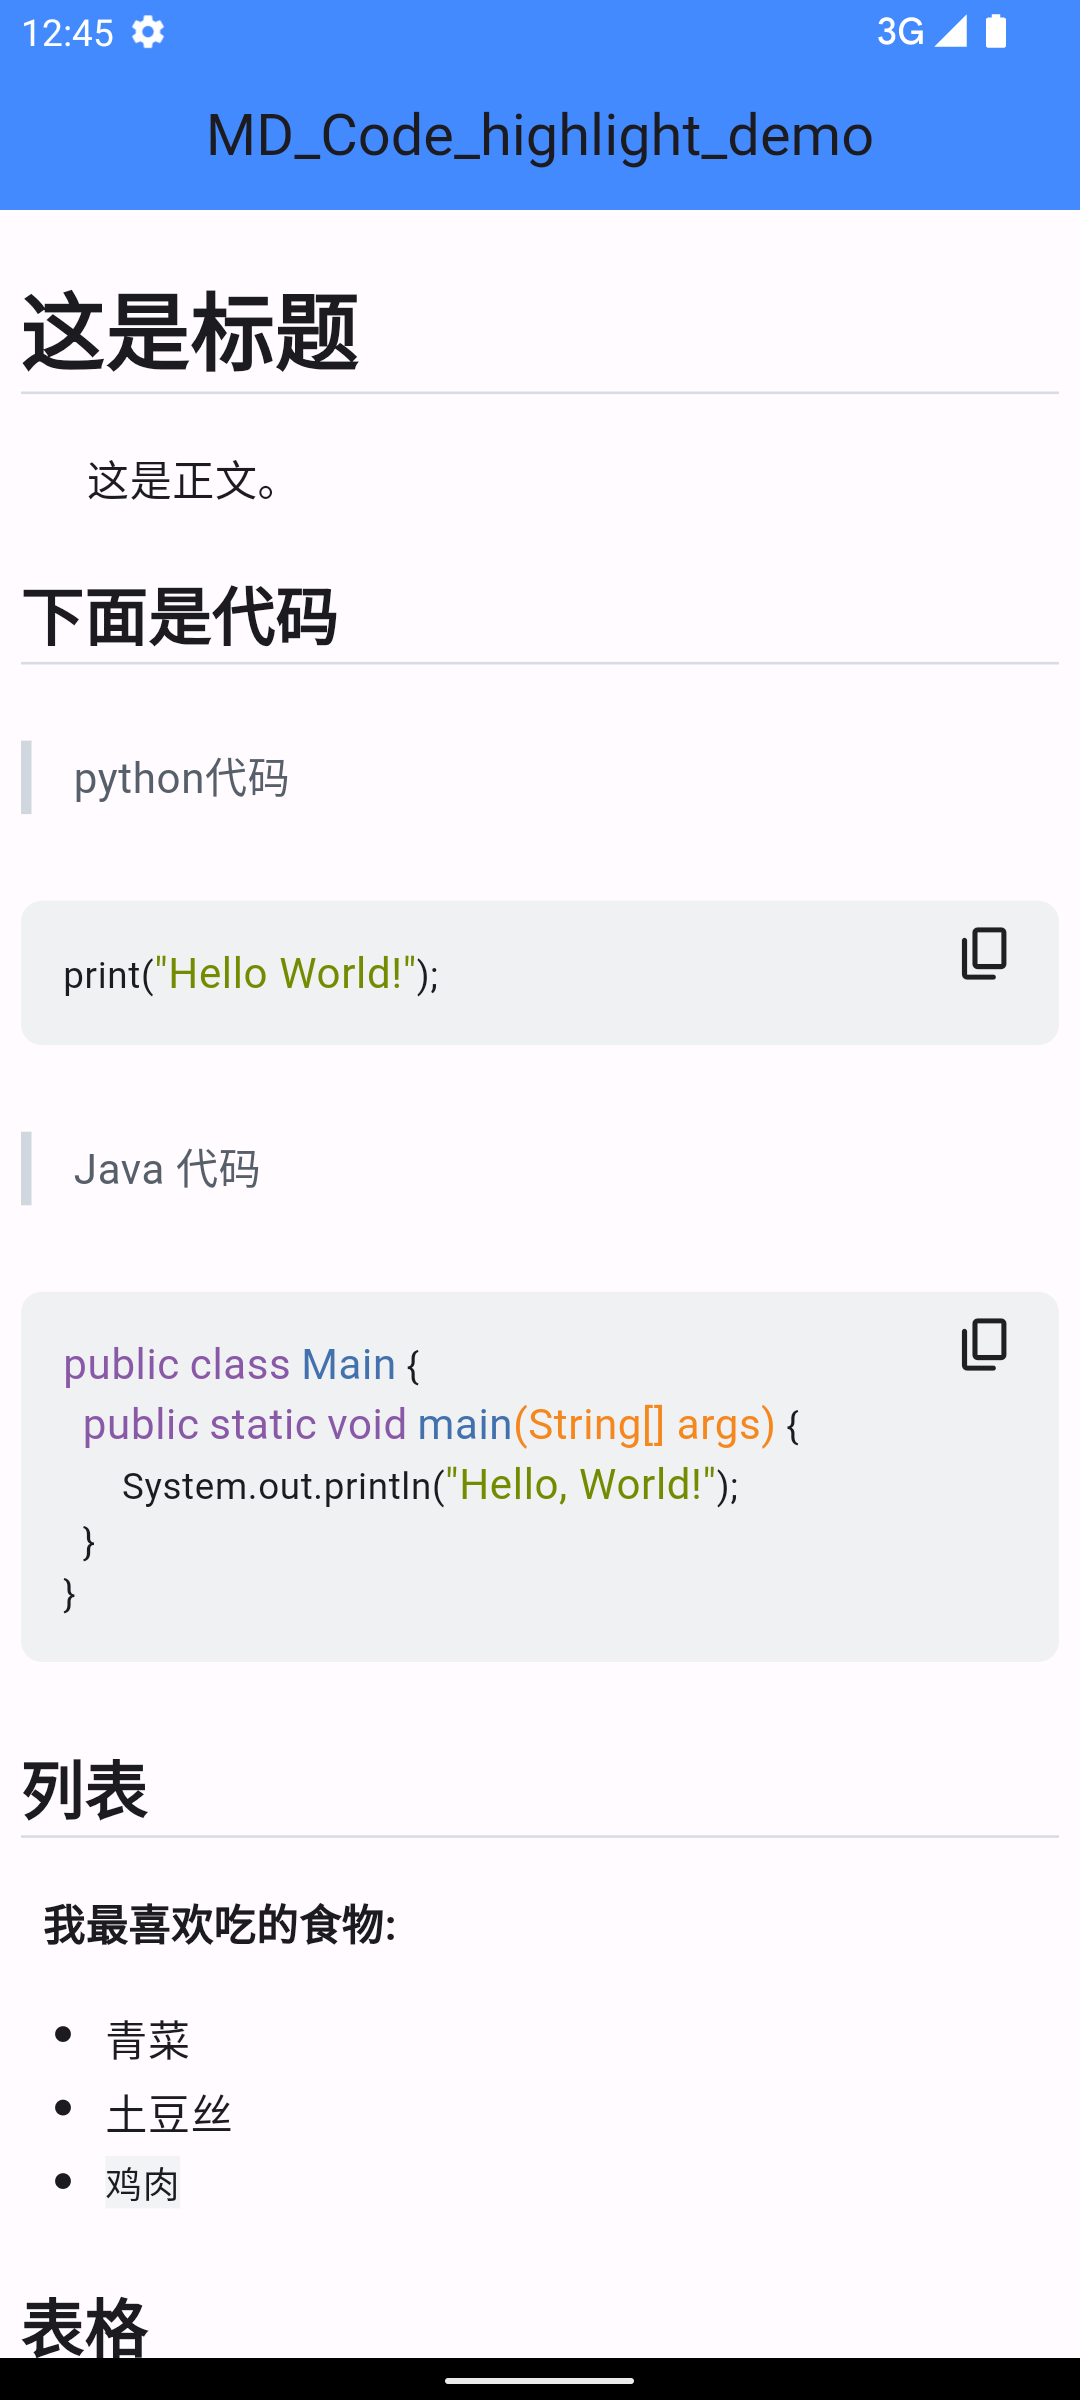 12:45
3G
MD_Code_highlight_demo
这是标题
这是正文。
下面是代码
python代码
print("Hello World!");
Java 代码
public class Main {
  public static void main(String[] args) {
      System.out.println("Hello, World!");
  }
}
列表
我最喜欢吃的食物:
青菜
土豆丝
鸡肉
表格